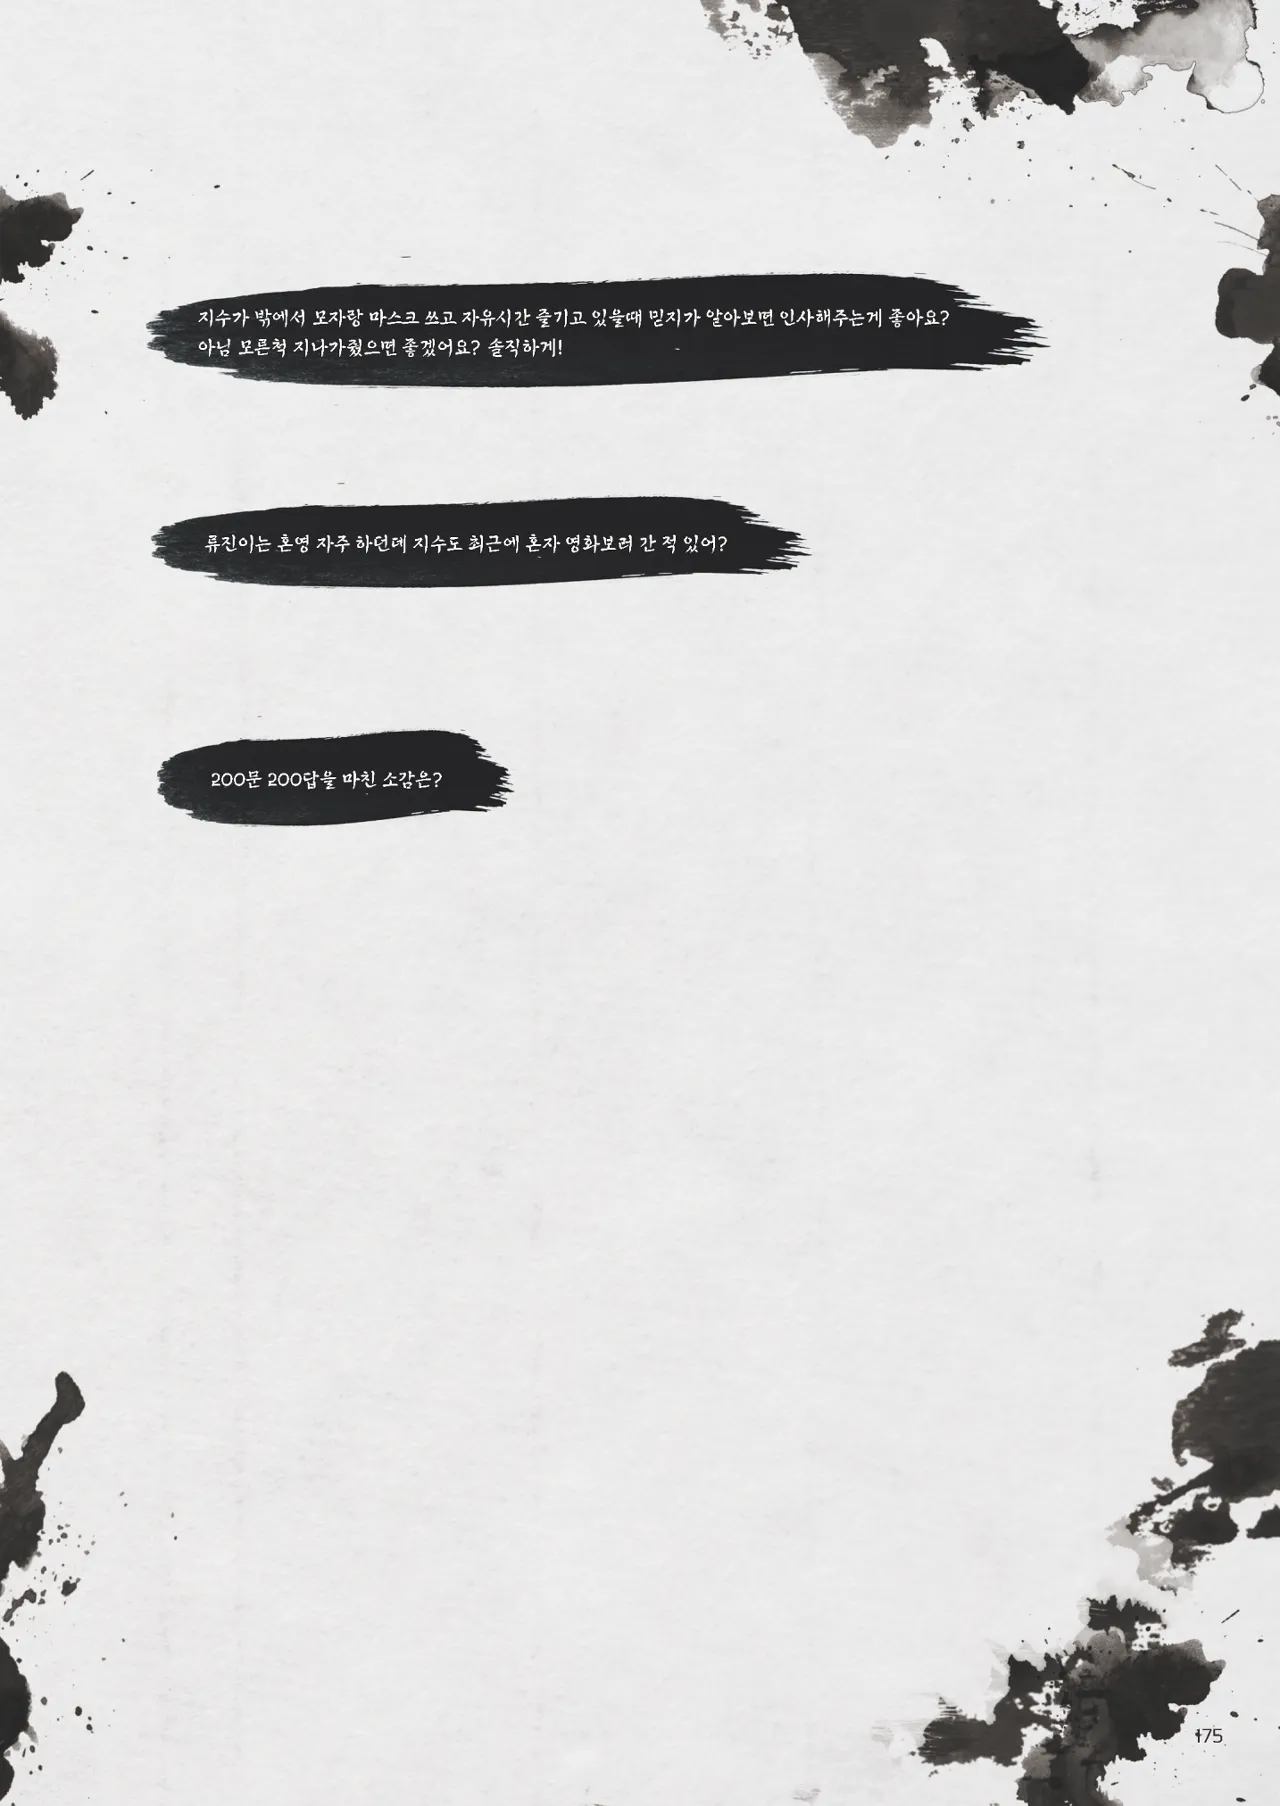 지수가 밖에서 모자랑 마스크 쓰고 자유시간 즐기고 있을때 믿지가 알아보면 인사해주는게 좋아요?
아님 모른척 지나가줬으면 좋겠어요? 솔직하게!
류진이는 혼영 자주 하던데 지수도 최근에 혼자 영화보러 간 적 있어?
200문 200답을 마친 소감은?
175